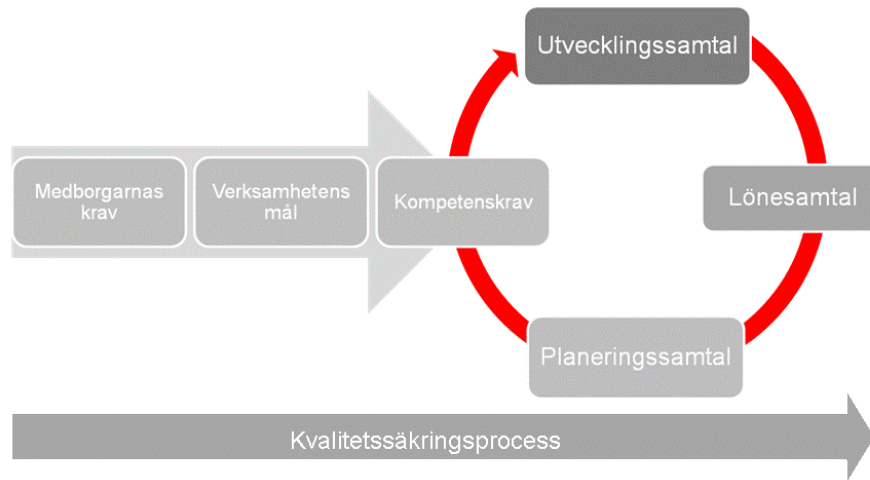 Utvecklingssamtal
Medborgarnas
krav
Verksamhetens
mål
Kompetenskrav
Lönesamtal
Planeringssamtal
Kvalitetssäkringsprocess